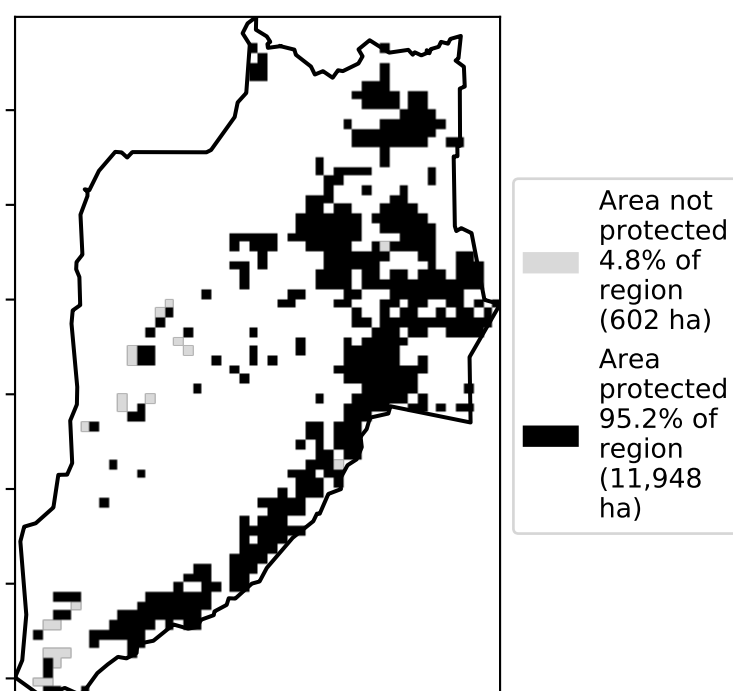 Area not
protected
4.8% of
region
(602 ha)
Area
protected
95.2% of
region
(11,948
ha)